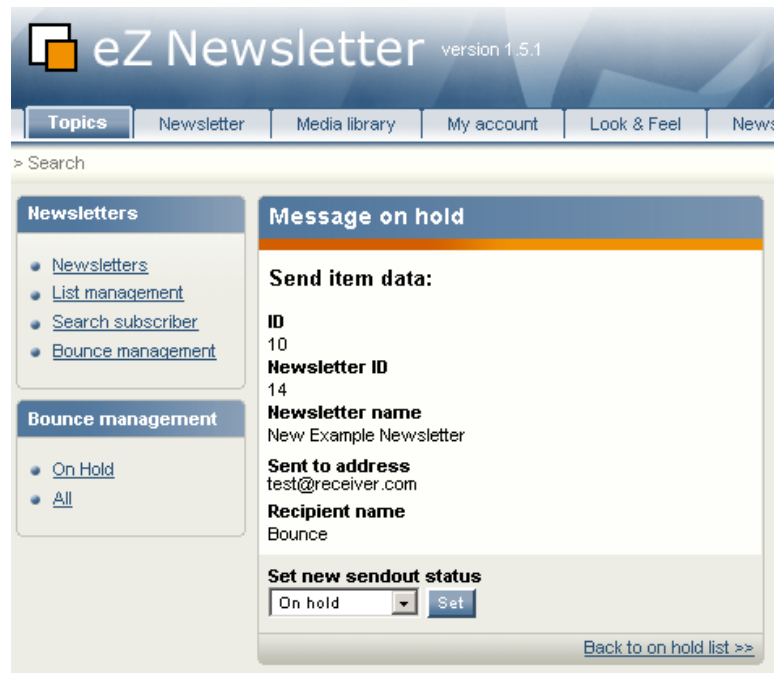 eZ Newsletter version 1.5.1
Topics Newsletter Media library My account Look & Feel News
> Search
Newsletters
Newsletters
List management
Search subscriber
Bounce management
Bounce management
On Hold
All
Message on hold
Send item data:
ID
10
Newsletter ID
14
Newsletter name
New Example Newsletter
Sent to address
test@receiver.com
Recipient name
Bounce
Set new sendout status
On hold Set
Back to on hold list >>